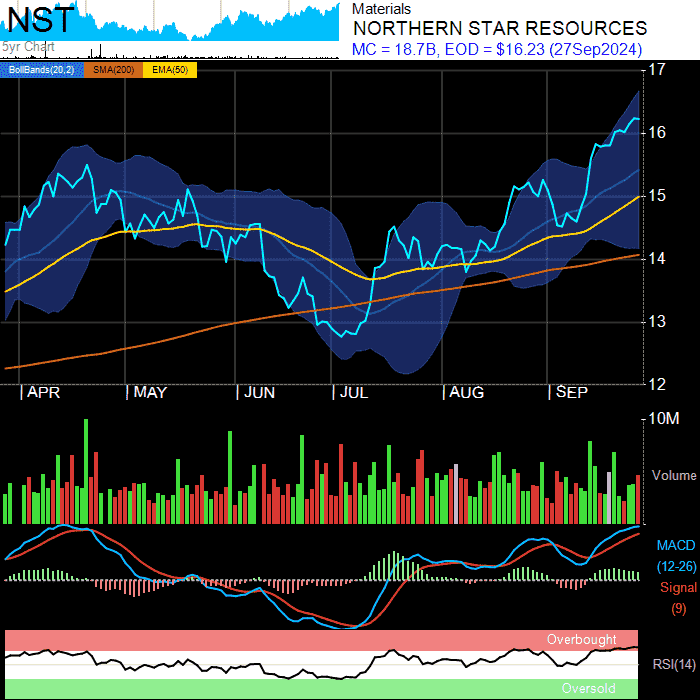 NST
5yr Chart
Materials
NORTHERN STAR RESOURCES
MC = 18.7B, EOD = $16.23 (27Sep2024)
BollBands(20,2) SMA(200) EMA(50)
17
16
15
14
13
12
APR MAY JUN JUL AUG SEP
10M
Volume
MACD
(12-26)
Signal
(9)
Overbought
RSI(14)
Oversold